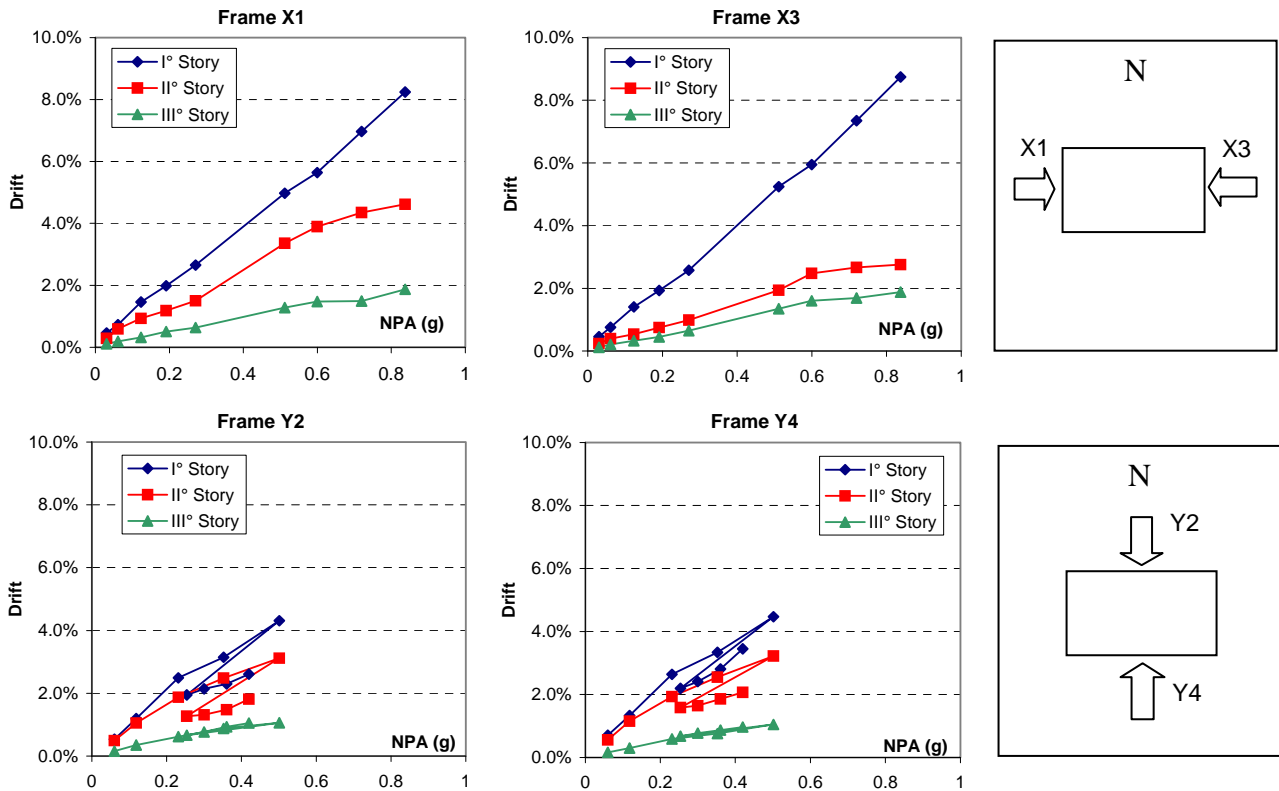 Frame X1
10.0%
8.0%
6.0%
4.0%
2.0%
0.0%
Drift
I° Story
II° Story
III° Story
NPA (g)
0 0.2 0.4 0.6 0.8 1
Frame X3
10.0%
8.0%
6.0%
4.0%
2.0%
0.0%
Drift
I° Story
II° Story
III° Story
NPA (g)
0 0.2 0.4 0.6 0.8 1
N
X1
X3
Frame Y2
10.0%
8.0%
6.0%
4.0%
2.0%
0.0%
Drift
I° Story
II° Story
III° Story
NPA (g)
0 0.2 0.4 0.6 0.8 1
Frame Y4
10.0%
8.0%
6.0%
4.0%
2.0%
0.0%
Drift
I° Story
II° Story
III° Story
NPA (g)
0 0.2 0.4 0.6 0.8 1
N
Y2
Y4